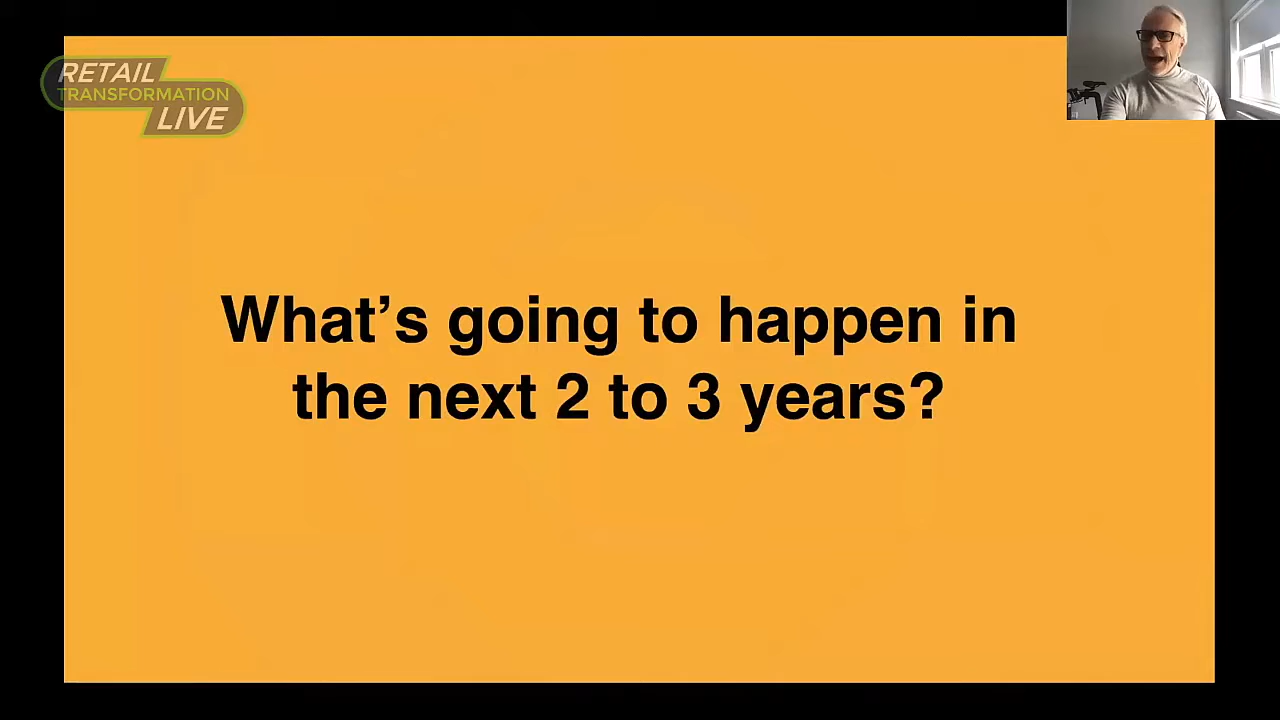 RETAIL
TRANSFORMATION
LIVE
What’s going to happen in
the next 2 to 3 years?